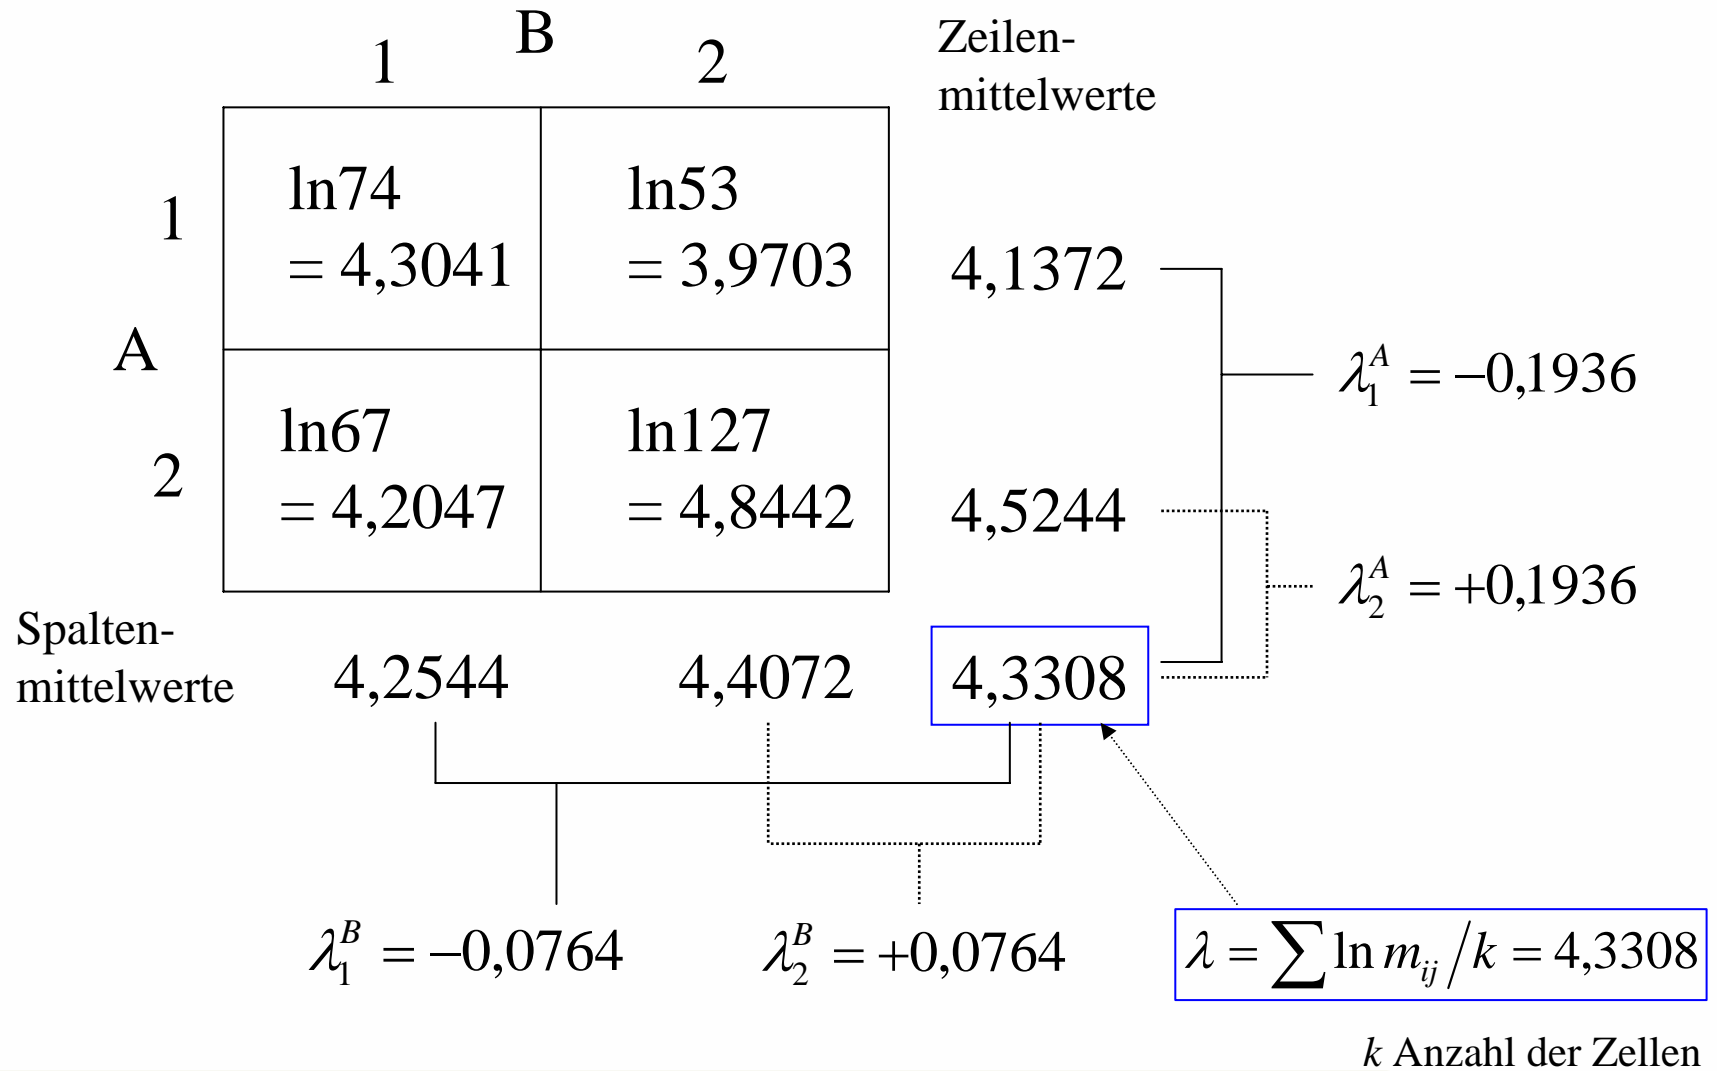 B
1 2
Zeilen-
mittelwerte
1
ln74
= 4,3041
ln53
= 3,9703
4,1372
A
λ₁ᴬ = −0,1936
2
ln67
= 4,2047
ln127
= 4,8442
4,5244
λ₂ᴬ = +0,1936
Spalten-
mittelwerte
4,2544 4,4072 4,3308
λ₁ᴮ = −0,0764 λ₂ᴮ = +0,0764 λ = ∑ ln mᵢⱼ / k = 4,3308
k Anzahl der Zellen